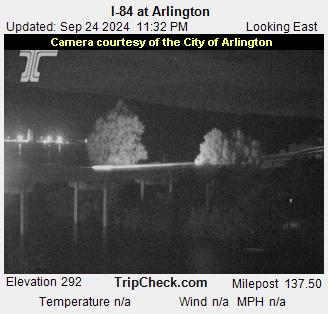 I-84 at Arlington
Updated: Sep 24 2024 11:32 PM Looking East
Camera courtesy of the City of Arlington
Elevation 292 TripCheck.com Milepost 137.50
Temperature n/a Wind n/a MPH n/a